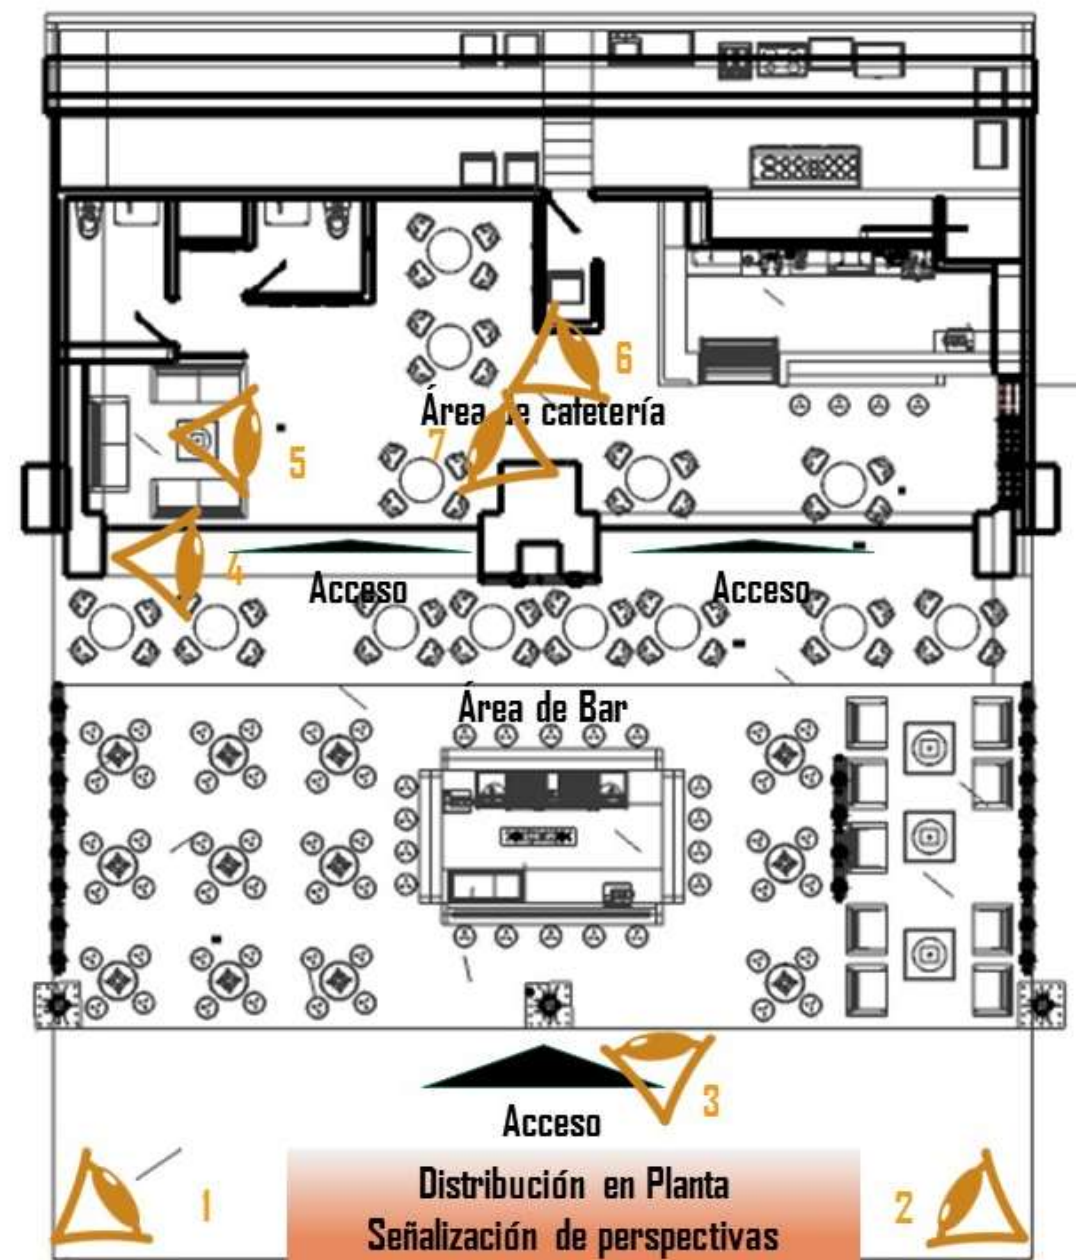 6
Área de cafetería
7
5
4
Acceso
Acceso
Área de Bar
3
Acceso
1
2
Distribución en Planta
Señalización de perspectivas